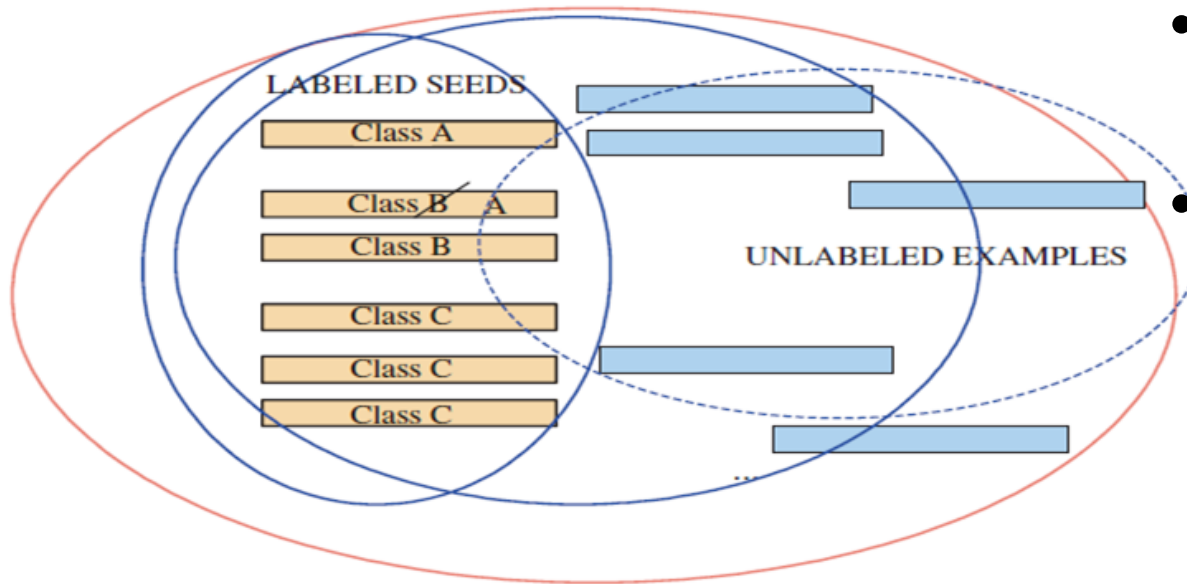 LABELED SEEDS
Class A
Class B A
Class B
UNLABELED EXAMPLES
Class C
Class C
Class C
...